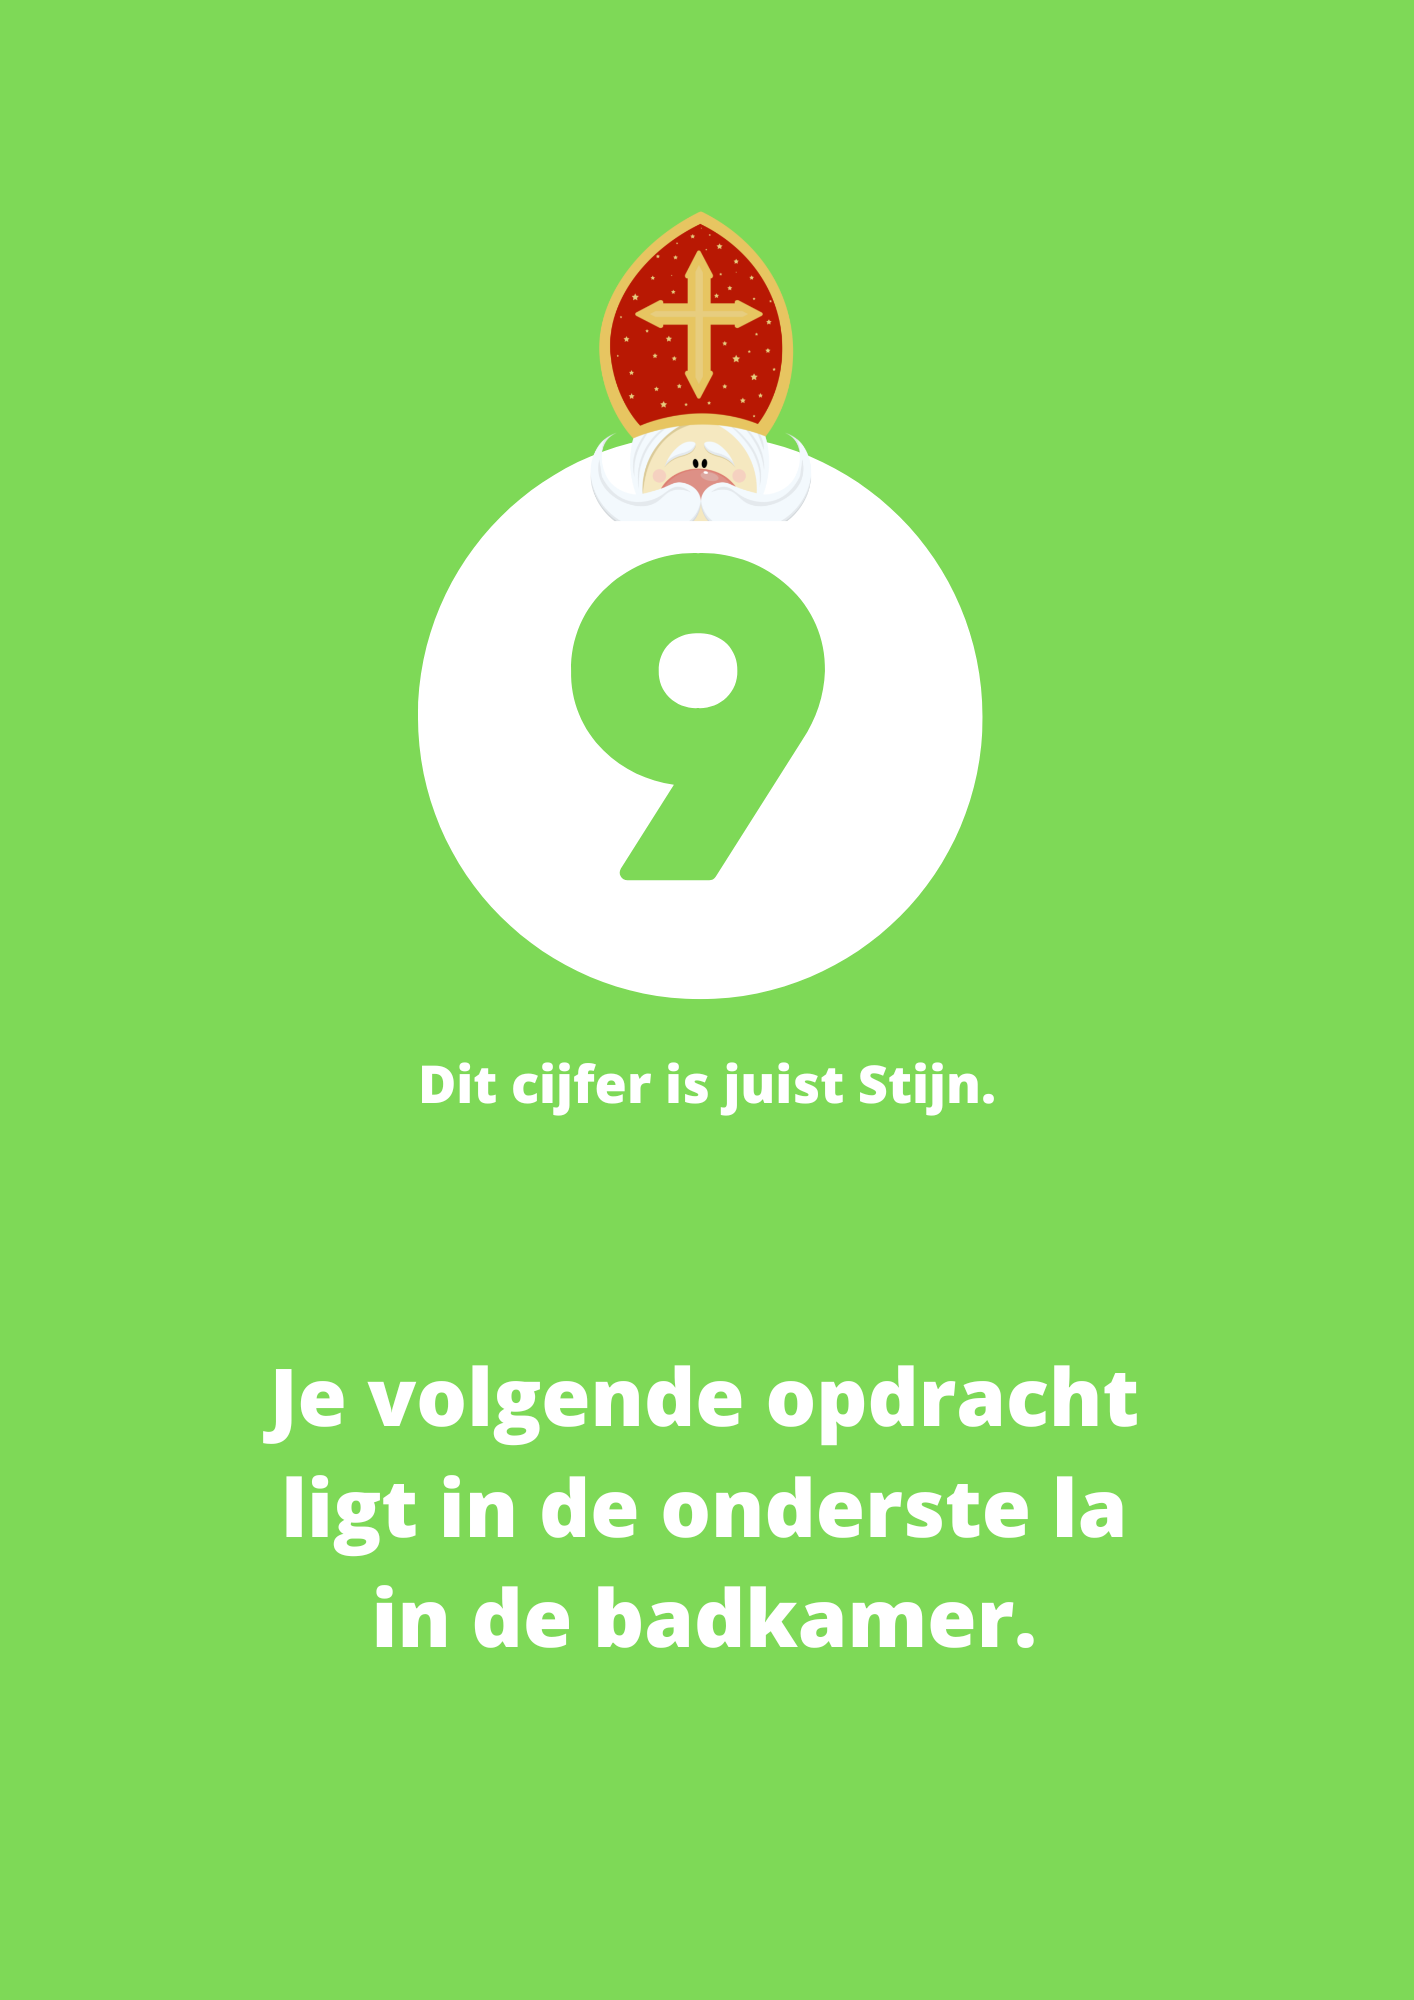 9
Dit cijfer is juist Stijn.
Je volgende opdracht
ligt in de onderste la
in de badkamer.